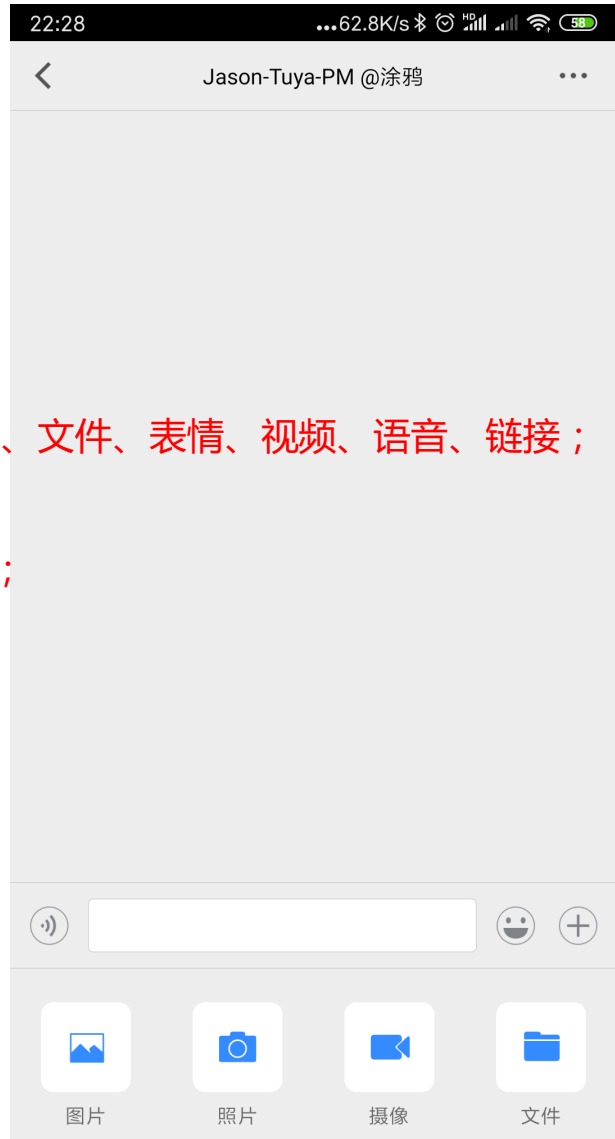 22:28 ...62.8K/s HD 58
Jason-Tuya-PM @涂鸦 ...
、文件、表情、视频、语音、链接；
；
图片 照片 摄像 文件